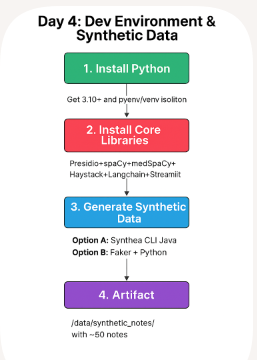 Day 4: Dev Environment &
Synthetic Data
1. Install Python
Get 3.10+ and pyenv/venv isoliton
2. Install Core
Libraries
Presidio+spaCy+medSpaCy+
Haystack+Langchain+Streamiit
3. Generate Synthetic
Data
Option A: Synthea CLI Java
Option B: Faker + Python
4. Artifact
/data/synthetic_notes/
with ~50 notes